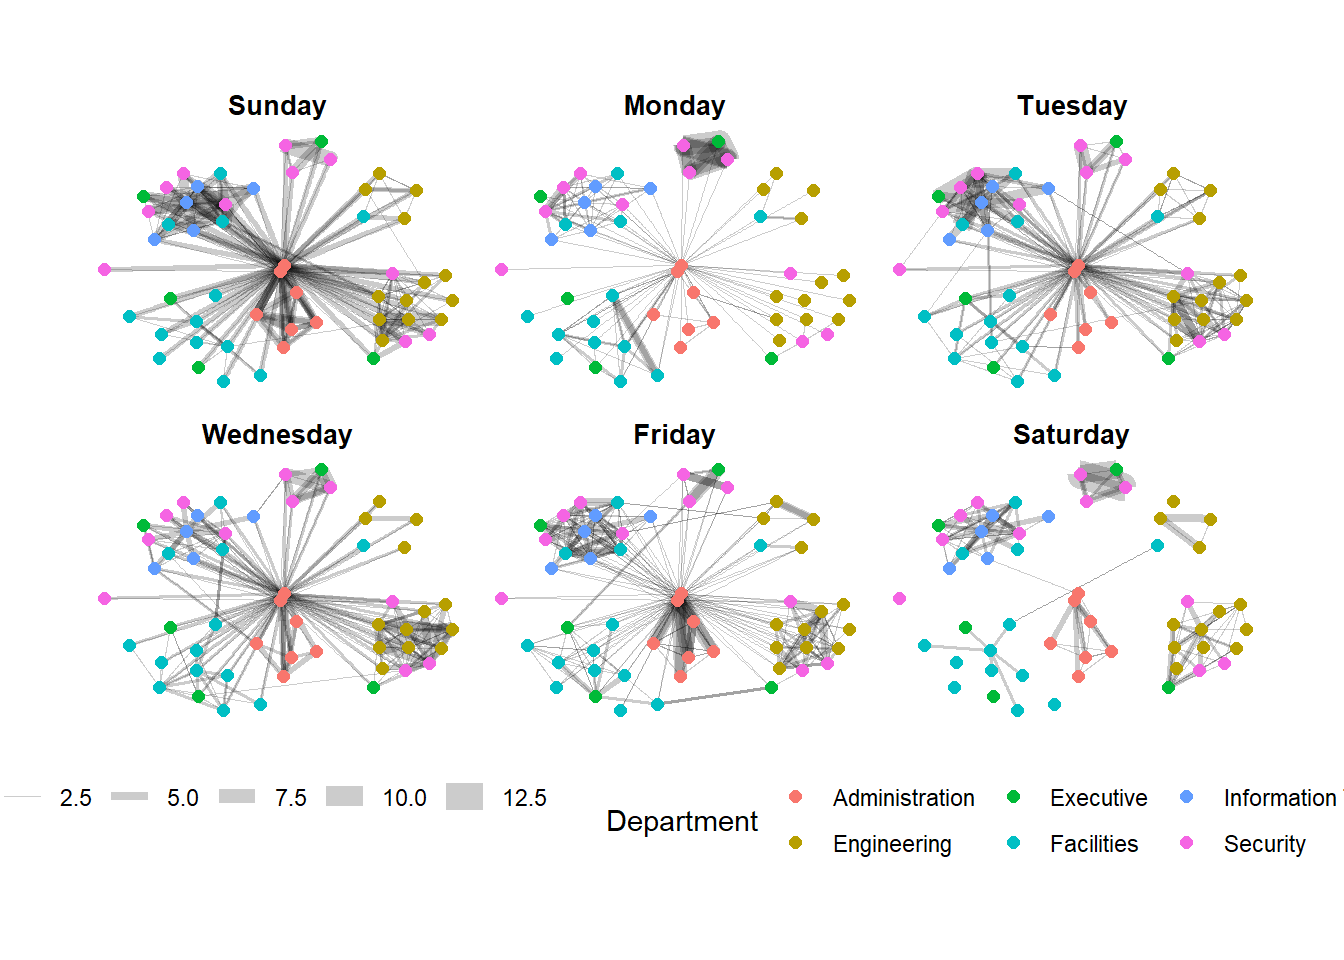 Sunday Monday Tuesday
Wednesday Friday Saturday
2.5 5.0 7.5 10.0 12.5
Department
Administration Executive Information
Engineering Facilities Security